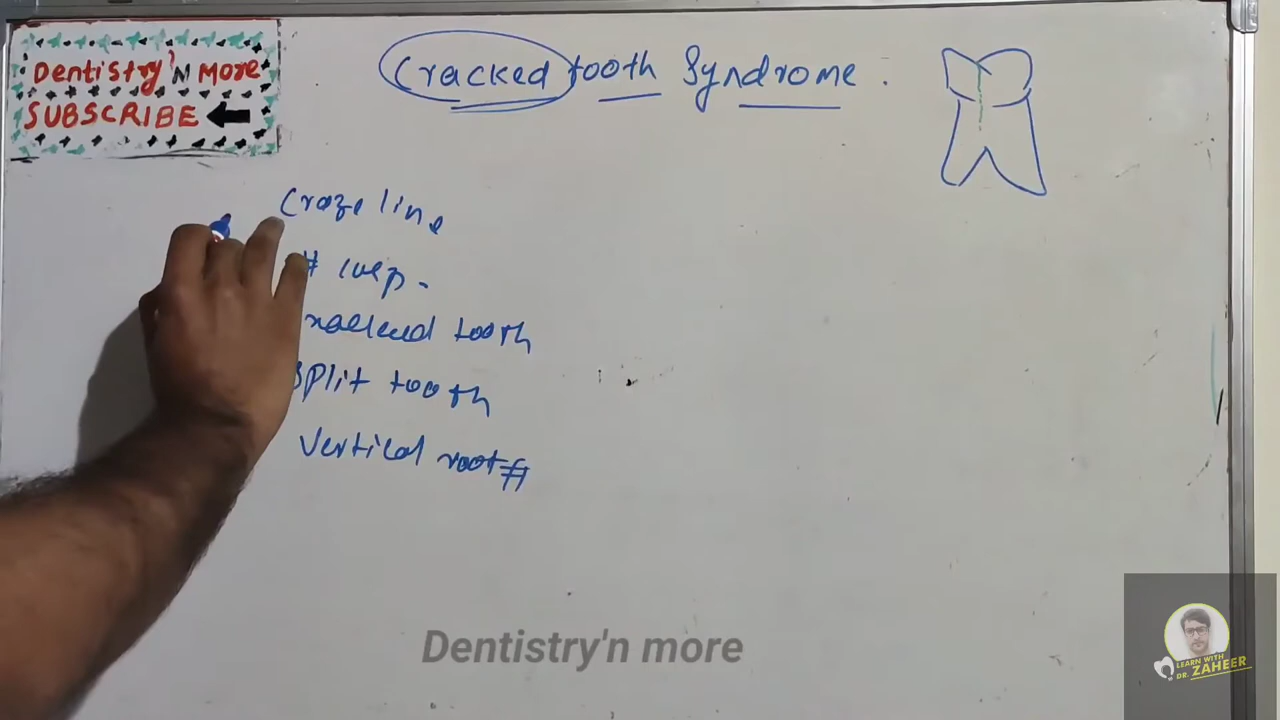 Dentistry'N MORE
SUBSCRIBE
Cracked tooth Syndrome :
Craze line
# cusp.
racked tooth
split tooth
Vertical root #
Dentistry'n more
LEARN WITH
DR. ZAHEER